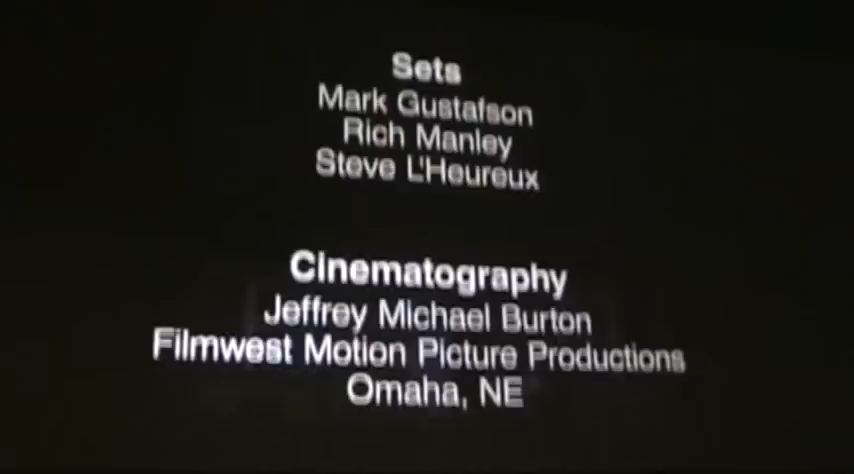 Sets
Mark Gustafson
Rich Manley
Steve L'Heureux
Cinematography
Jeffrey Michael Burton
Filmwest Motion Picture Productions
Omaha, NE